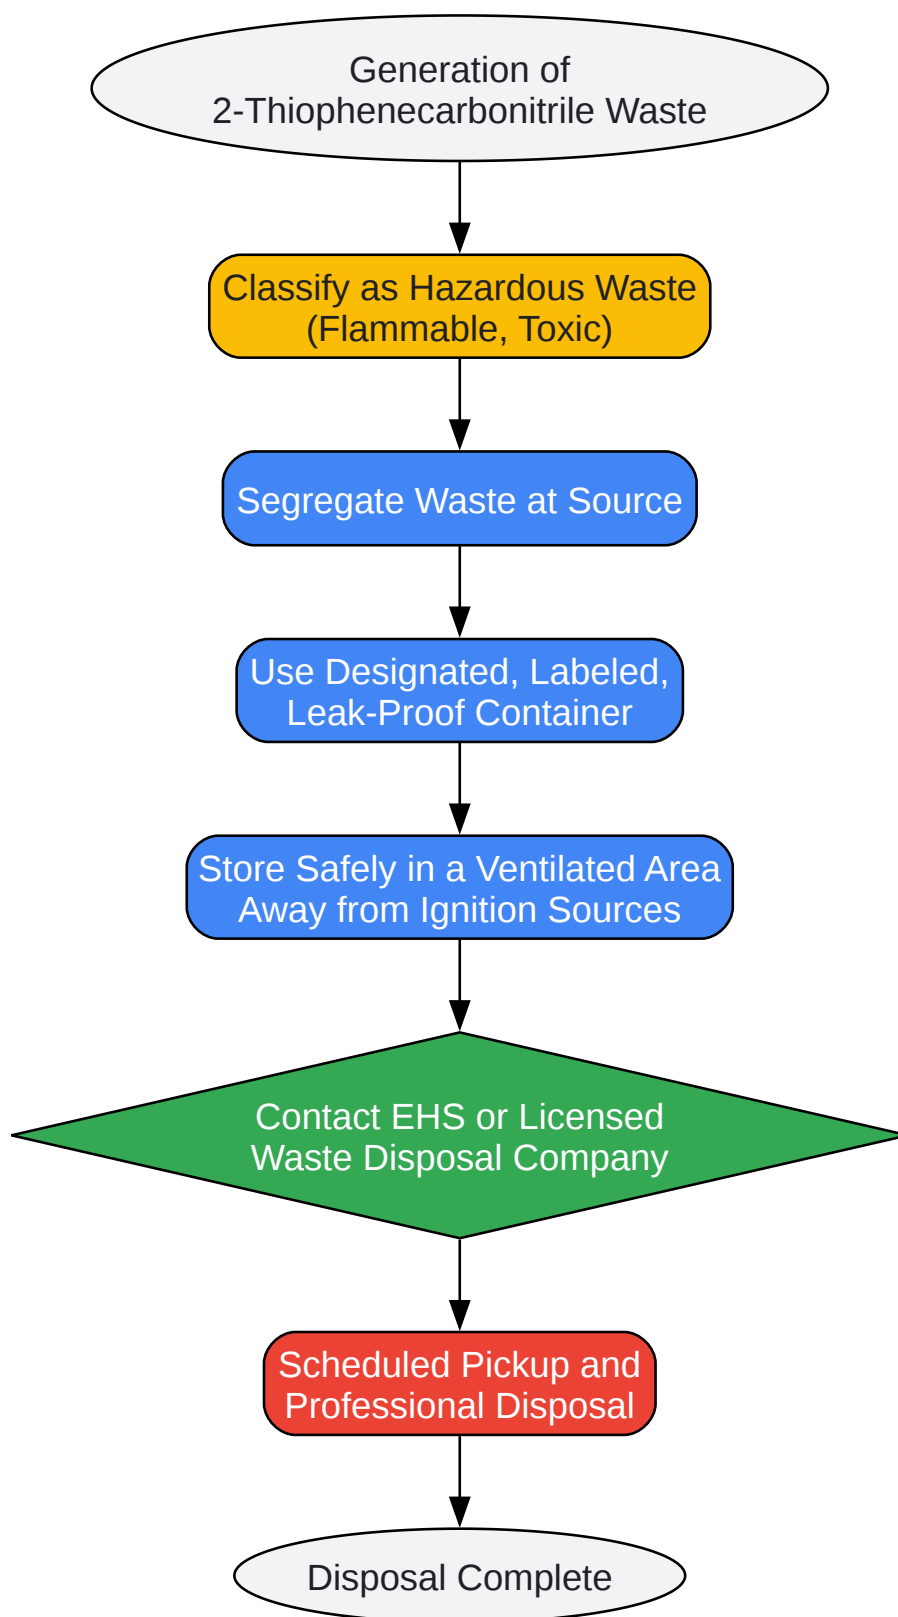 Generation of
2-Thiophenecarbonitrile Waste
Classify as Hazardous Waste
(Flammable, Toxic)
Segregate Waste at Source
Use Designated, Labeled,
Leak-Proof Container
Store Safely in a Ventilated Area
Away from Ignition Sources
Contact EHS or Licensed
Waste Disposal Company
Scheduled Pickup and
Professional Disposal
Disposal Complete